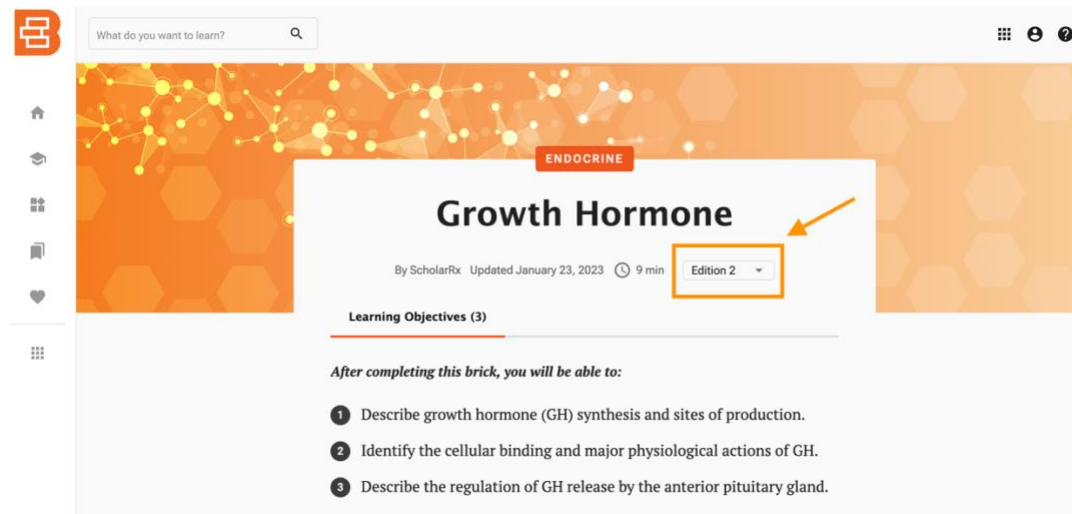 What do you want to learn?
ENDOCRINE
Growth Hormone
By ScholarRx Updated January 23, 2023 9 min Edition 2
Learning Objectives (3)
After completing this brick, you will be able to:
1 Describe growth hormone (GH) synthesis and sites of production.
2 Identify the cellular binding and major physiological actions of GH.
3 Describe the regulation of GH release by the anterior pituitary gland.